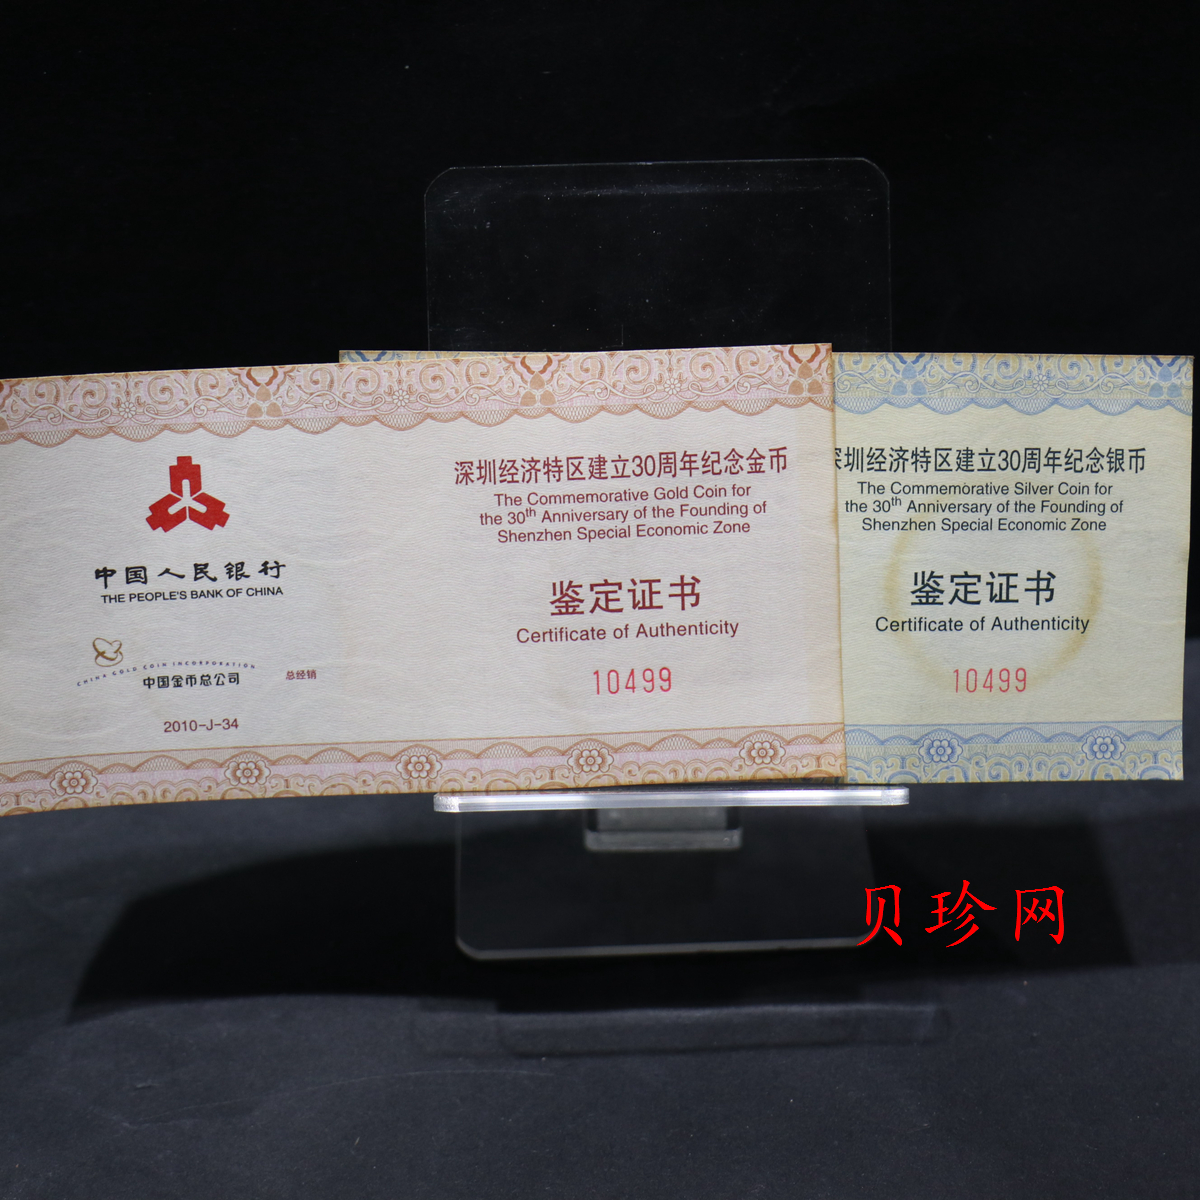 中国人民银行
THE PEOPLE'S BANK OF CHINA
CHINA GOLD COIN INCORPORATION
中国金币总公司
总经销
2010-J-34
深圳经济特区建立30周年纪念金币
The Commemorative Gold Coin for
the 30th Anniversary of the Founding of
Shenzhen Special Economic Zone
鉴定证书
Certificate of Authenticity
10499
深圳经济特区建立30周年纪念银币
The Commemorative Silver Coin for
the 30th Anniversary of the Founding of
Shenzhen Special Economic Zone
鉴定证书
Certificate of Authenticity
10499
贝珍网